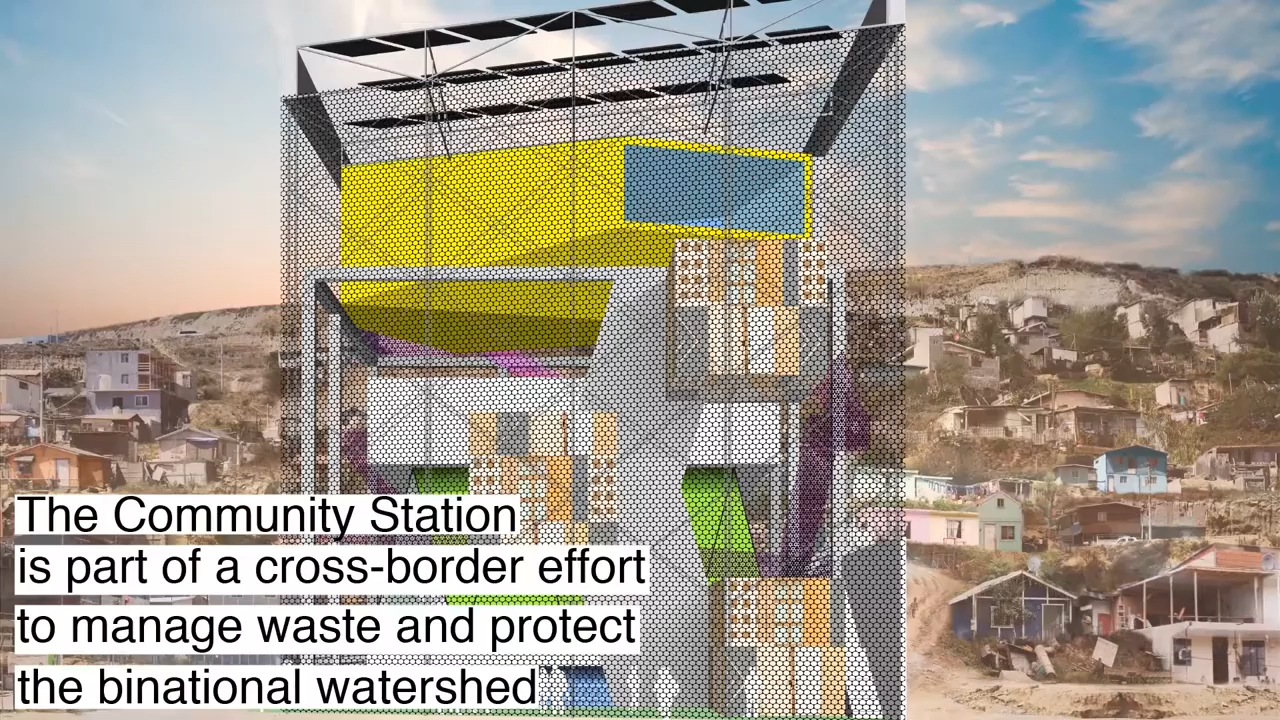 The Community Station
is part of a cross-border effort
to manage waste and protect
the binational watershed